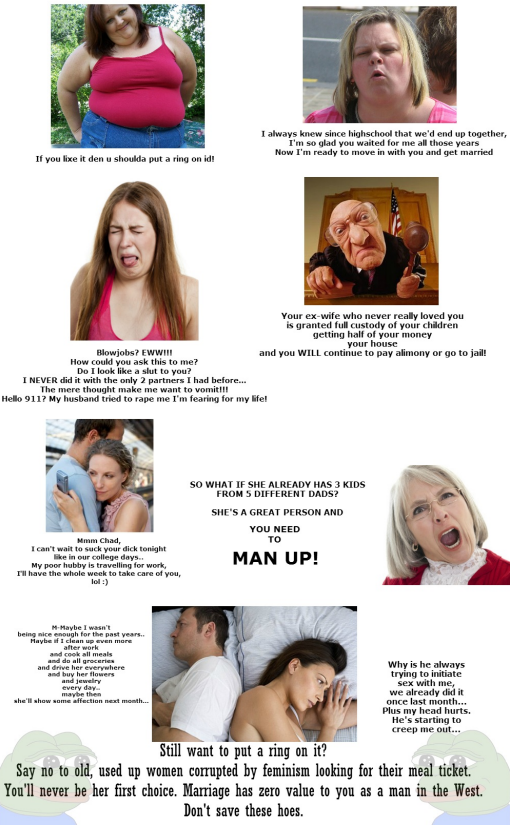 If you lixe it den u shoulda put a ring on id!
I always knew since highschool that we'd end up together,
I'm so glad you waited for me all those years
Now I'm ready to move in with you and get married
Blowjobs? EWW!!!
How could you ask this to me?
Do I look like a slut to you?
I NEVER did it with the only 2 partners I had before...
The mere thought make me want to vomit!!!
Hello 911? My husband tried to rape me I'm fearing for my life!
Your ex-wife who never really loved you
is granted full custody of your children
getting half of your money
your house
and you WILL continue to pay alimony or go to jail!
Mmm Chad,
I can't wait to suck your dick tonight
like in our college days..
My poor hubby is travelling for work,
I'll have the whole week to take care of you,
lol :)
SO WHAT IF SHE ALREADY HAS 3 KIDS
FROM 5 DIFFERENT DADS?
SHE'S A GREAT PERSON AND
YOU NEED
TO
MAN UP!
M-Maybe I wasn't
being nice enough for the past years..
Maybe if I clean up even more
after work
and cook all meals
and do all groceries
and drive her everywhere
and buy her flowers
and jewelry
every day..
maybe then
she'll show some affection next month...
Why is he always
trying to initiate
sex with me,
we already did it
once last month...
Plus my head hurts.
He's starting to
creep me out...
Still want to put a ring on it?
Say no to old, used up women corrupted by feminism looking for their meal ticket.
You'll never be her first choice. Marriage has zero value to you as a man in the West.
Don't save these hoes.